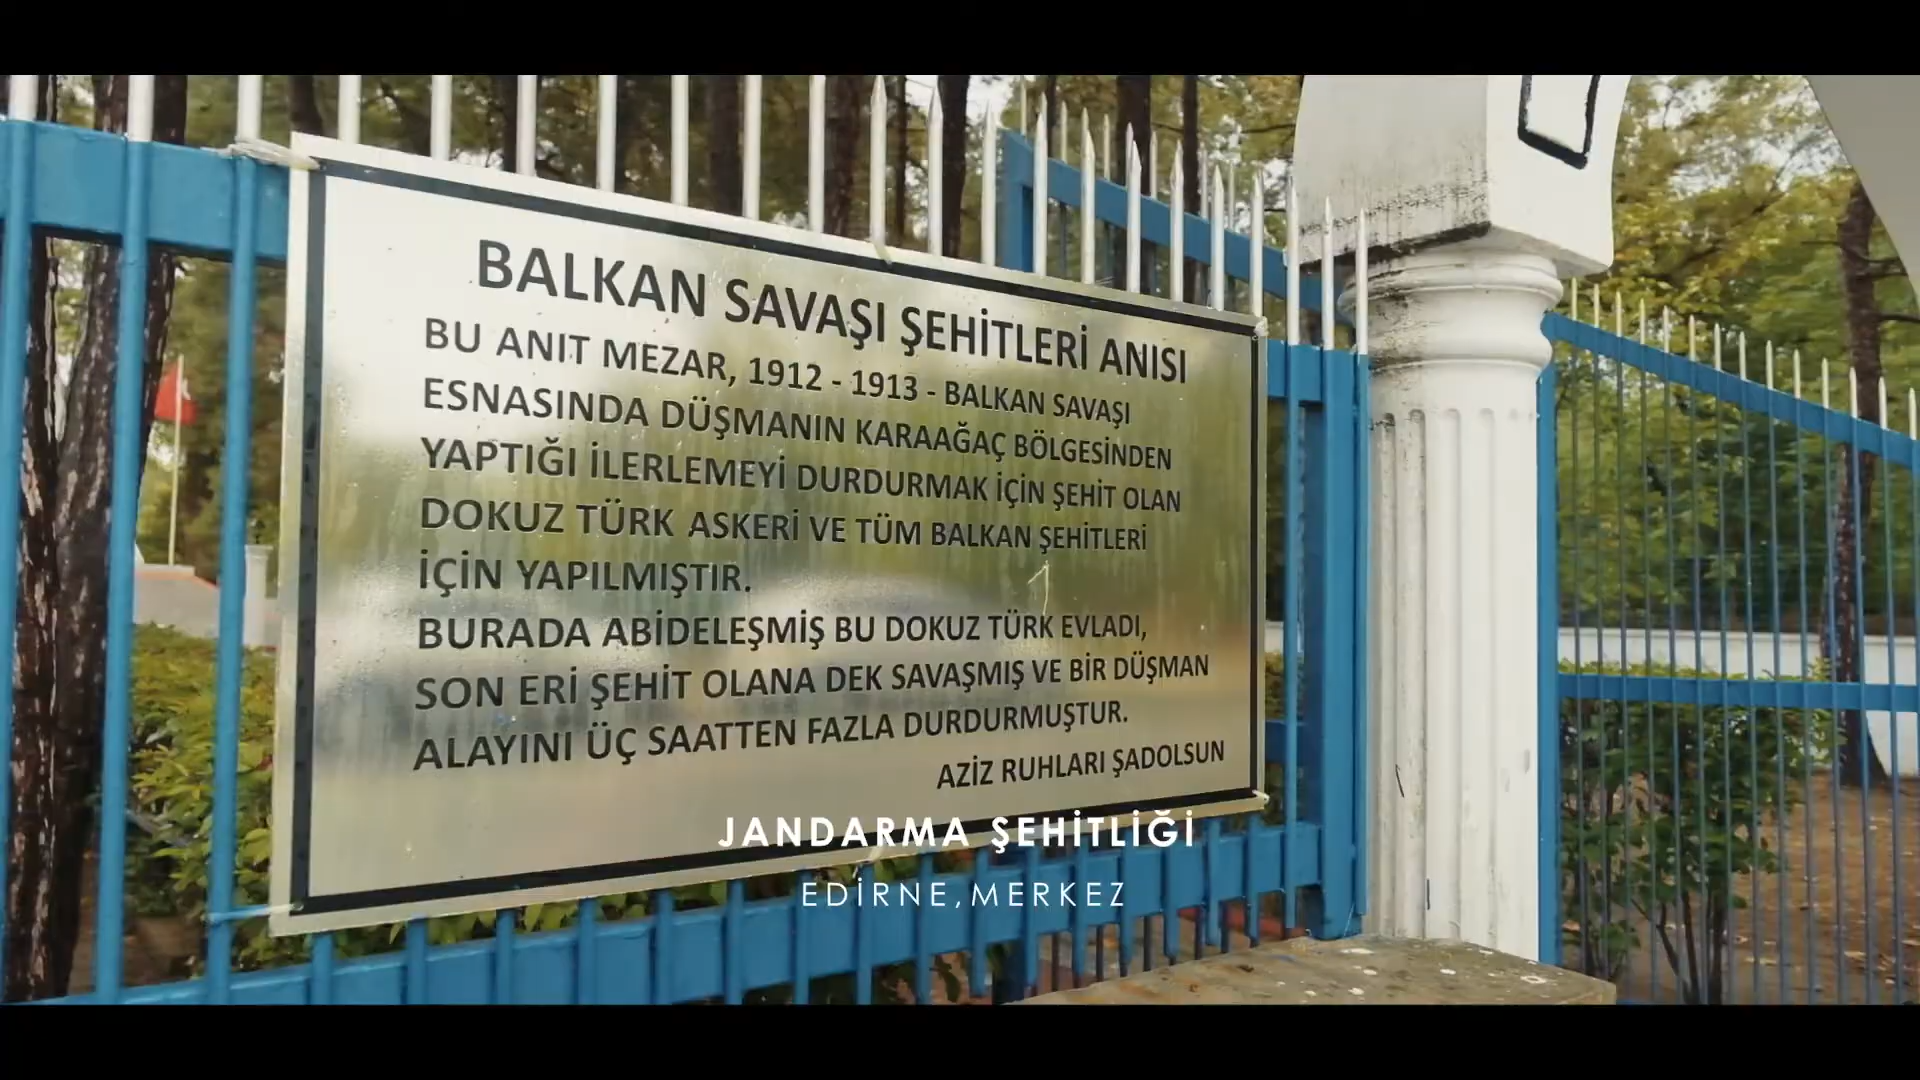 BALKAN SAVAŞI ŞEHİTLERİ ANISI
BU ANIT MEZAR, 1912 - 1913 - BALKAN SAVAŞI
ESNASINDA DÜŞMANIN KARAAĞAÇ BÖLGESİNDEN
YAPTIĞI İLERLEMEYİ DURDURMAK İÇİN ŞEHİT OLAN
DOKUZ TÜRK ASKERİ VE TÜM BALKAN ŞEHİTLERİ
İÇİN YAPILMIŞTIR.
BURADA ABİDELEŞMİŞ BU DOKUZ TÜRK EVLADI,
SON ERİ ŞEHİT OLANA DEK SAVAŞMIŞ VE BİR DÜŞMAN
ALAYINI ÜÇ SAATTEN FAZLA DURDURMUŞTUR.
AZİZ RUHLARI ŞADOLSUN
JANDARMA ŞEHİTLİĞİ
EDİRNE,MERKEZ